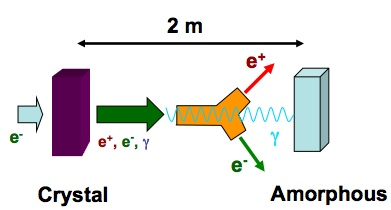 2 m
e+
e-
e+, e-, γ
γ
e-
Crystal
Amorphous